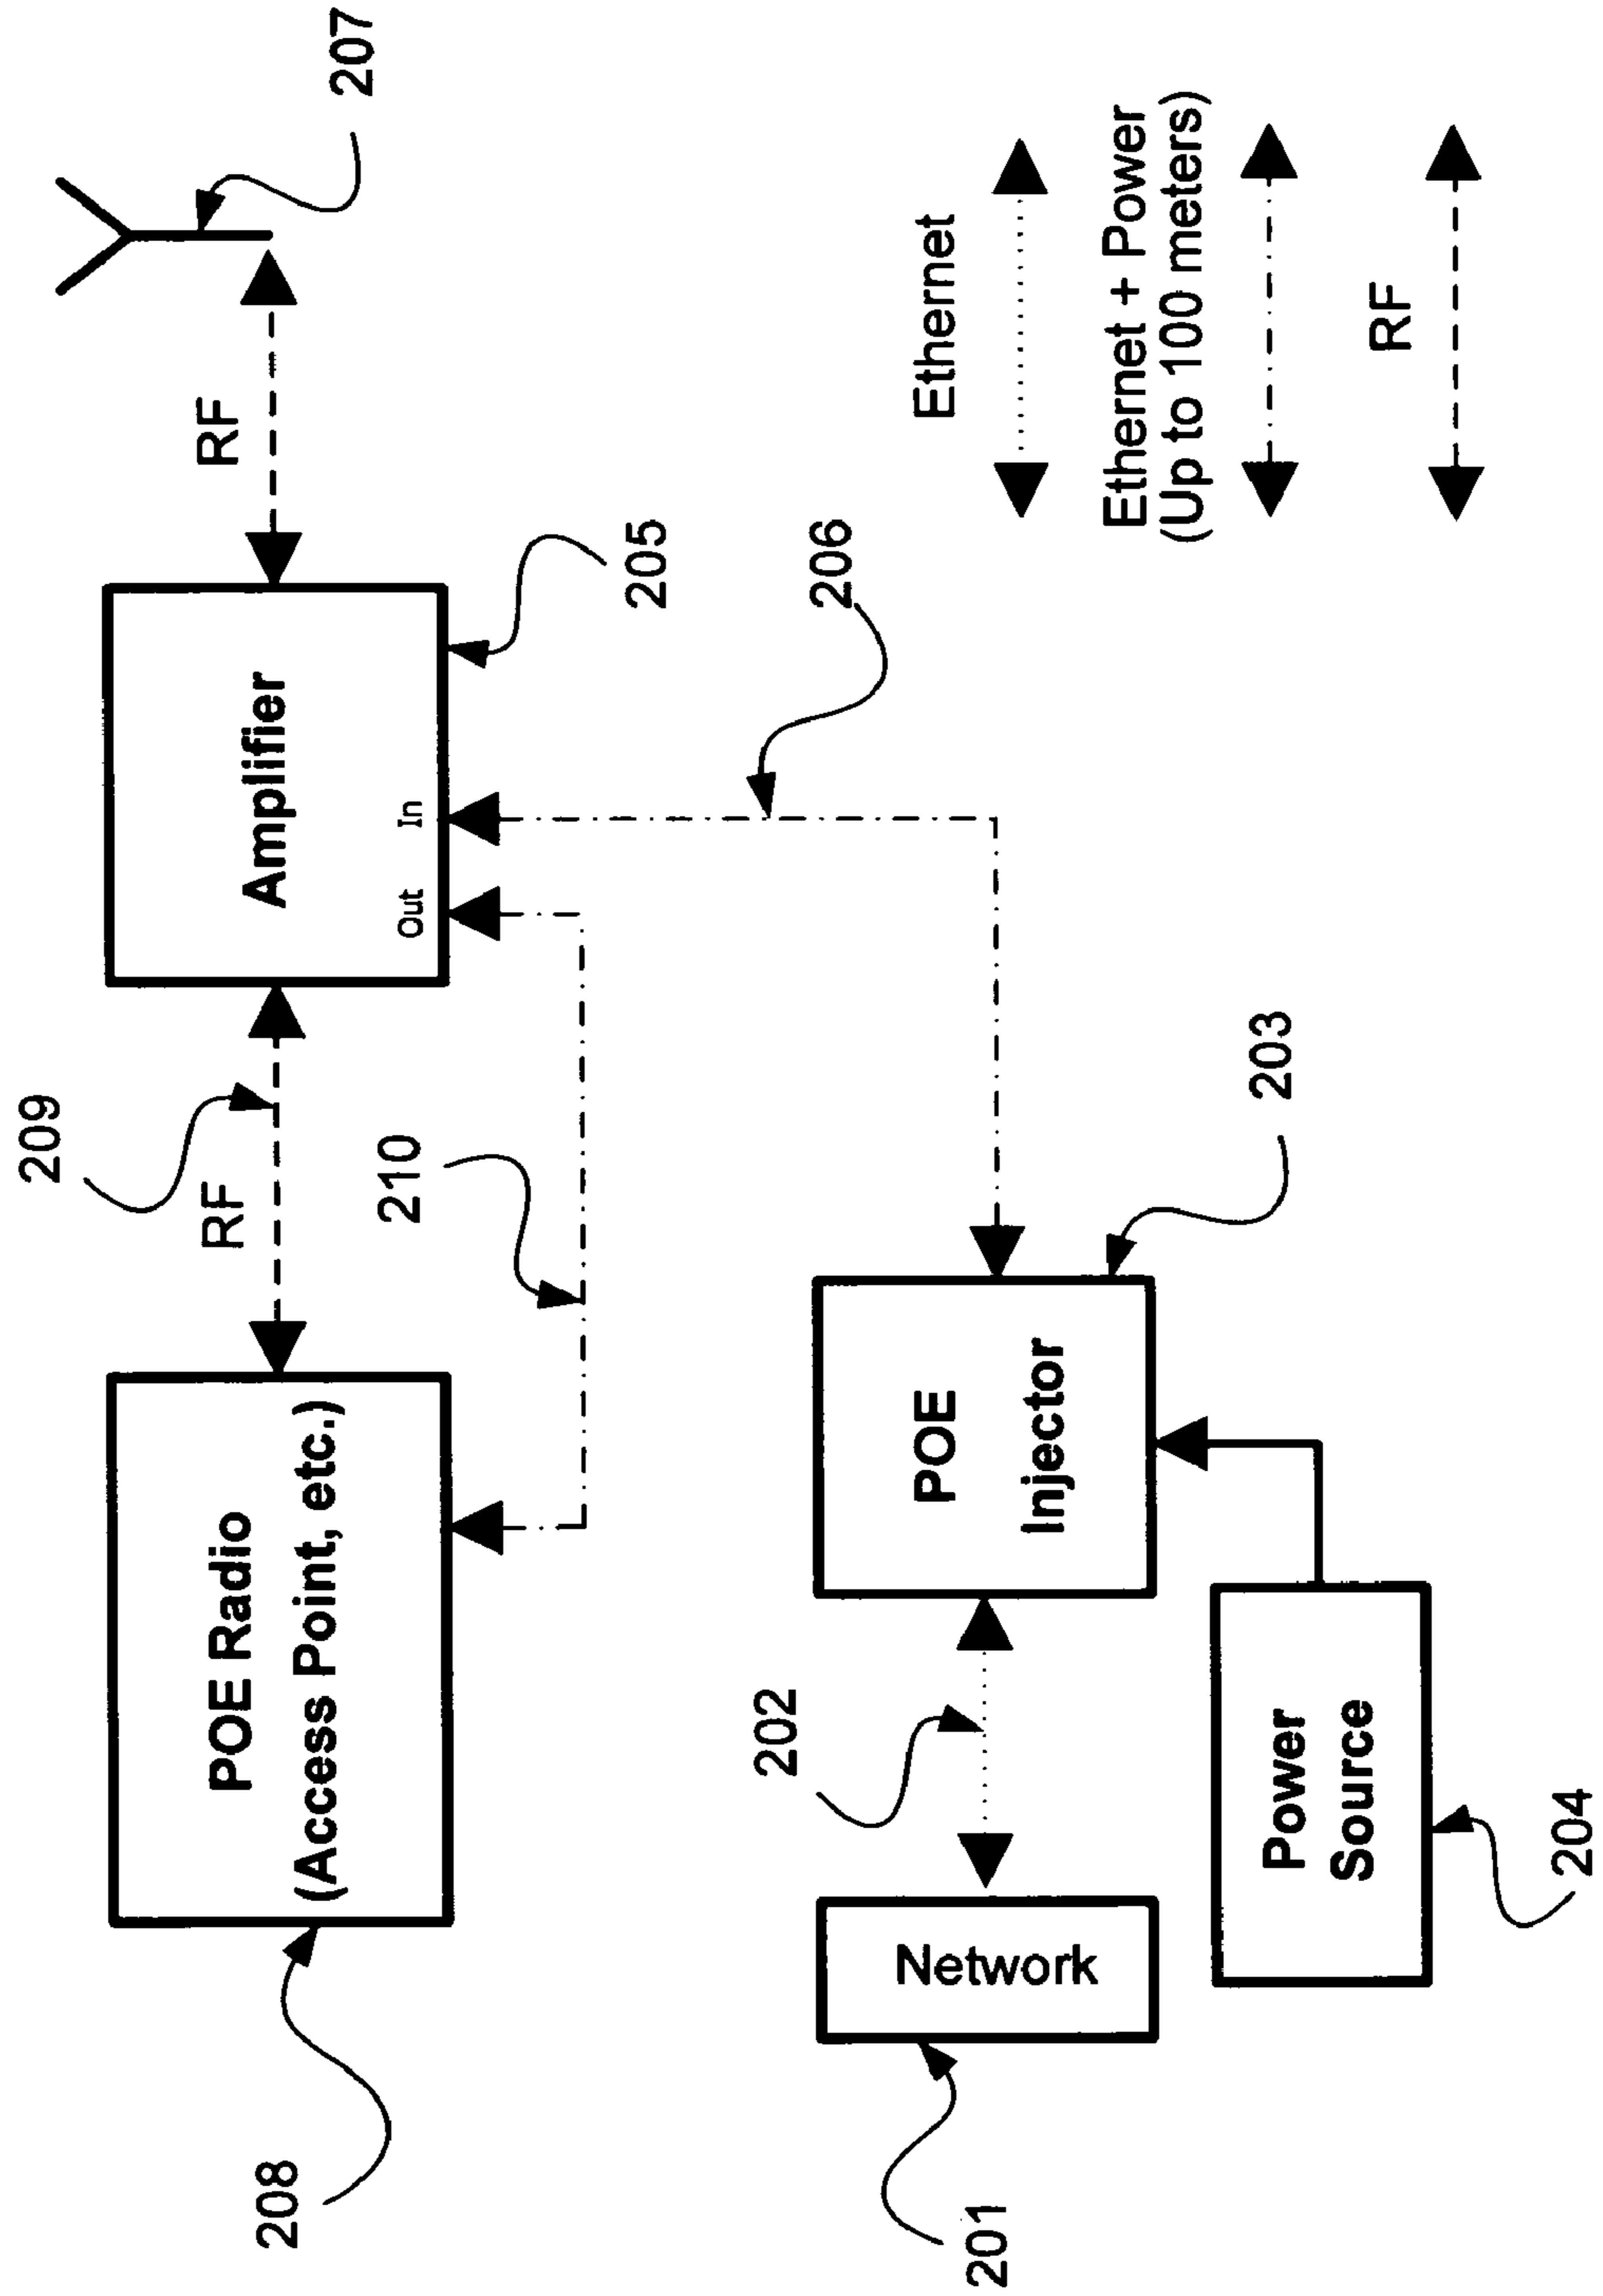 208
POE Radio
(Access Point, etc.)
RF
209
210
Amplifier
Out
In
205
RF
207
206
201
Network
202
POE
Injector
203
Power
Source
204
Ethernet
Ethernet + Power
(Up to 100 meters)
RF